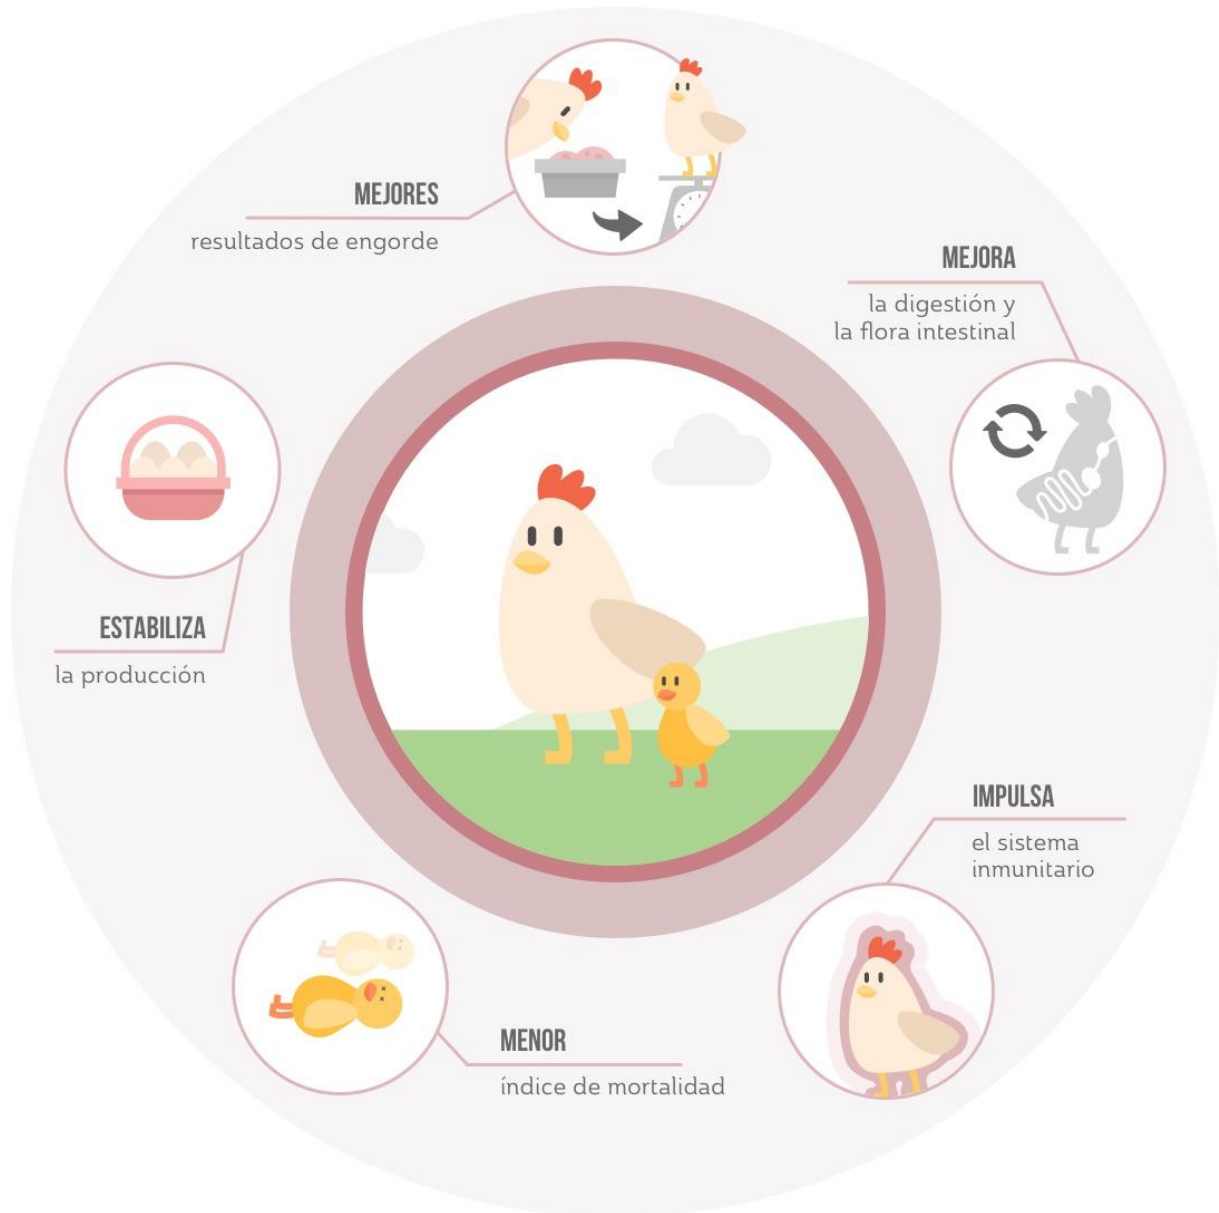 MEJORES
resultados de engorde
MEJORA
la digestión y
la flora intestinal
ESTABILIZA
la producción
IMPULSA
el sistema
inmunitario
MENOR
índice de mortalidad